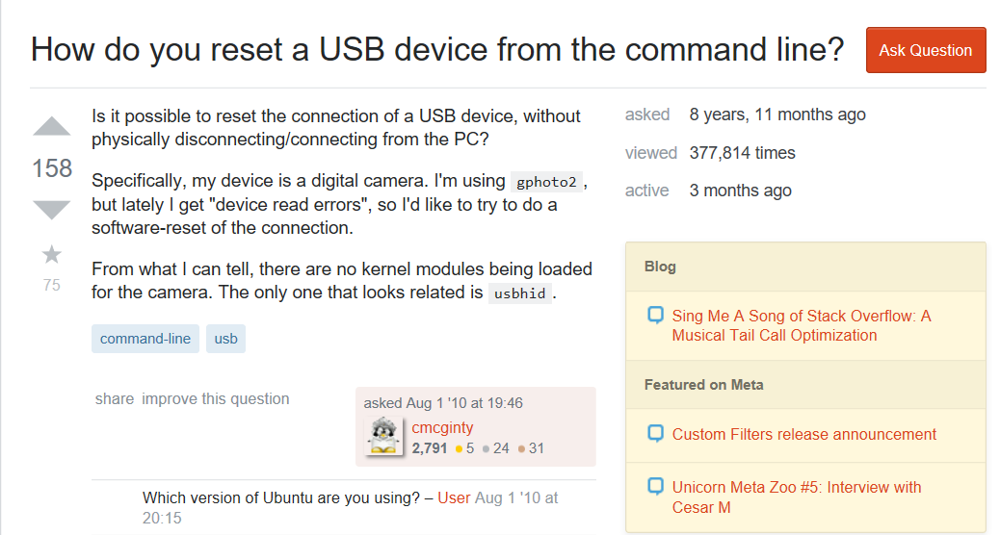 How do you reset a USB device from the command line?
Ask Question
158
75
Is it possible to reset the connection of a USB device, without
physically disconnecting/connecting from the PC?
Specifically, my device is a digital camera. I'm using gphoto2 ,
but lately I get "device read errors", so I'd like to try to do a
software-reset of the connection.
From what I can tell, there are no kernel modules being loaded
for the camera. The only one that looks related is usbhid .
command-line usb
share improve this question
asked Aug 1 '10 at 19:46
cmcginty
2,791 5 24 31
Which version of Ubuntu are you using? – User Aug 1 '10 at
20:15
asked 8 years, 11 months ago
viewed 377,814 times
active 3 months ago
Blog
Sing Me A Song of Stack Overflow: A
Musical Tail Call Optimization
Featured on Meta
Custom Filters release announcement
Unicorn Meta Zoo #5: Interview with
Cesar M